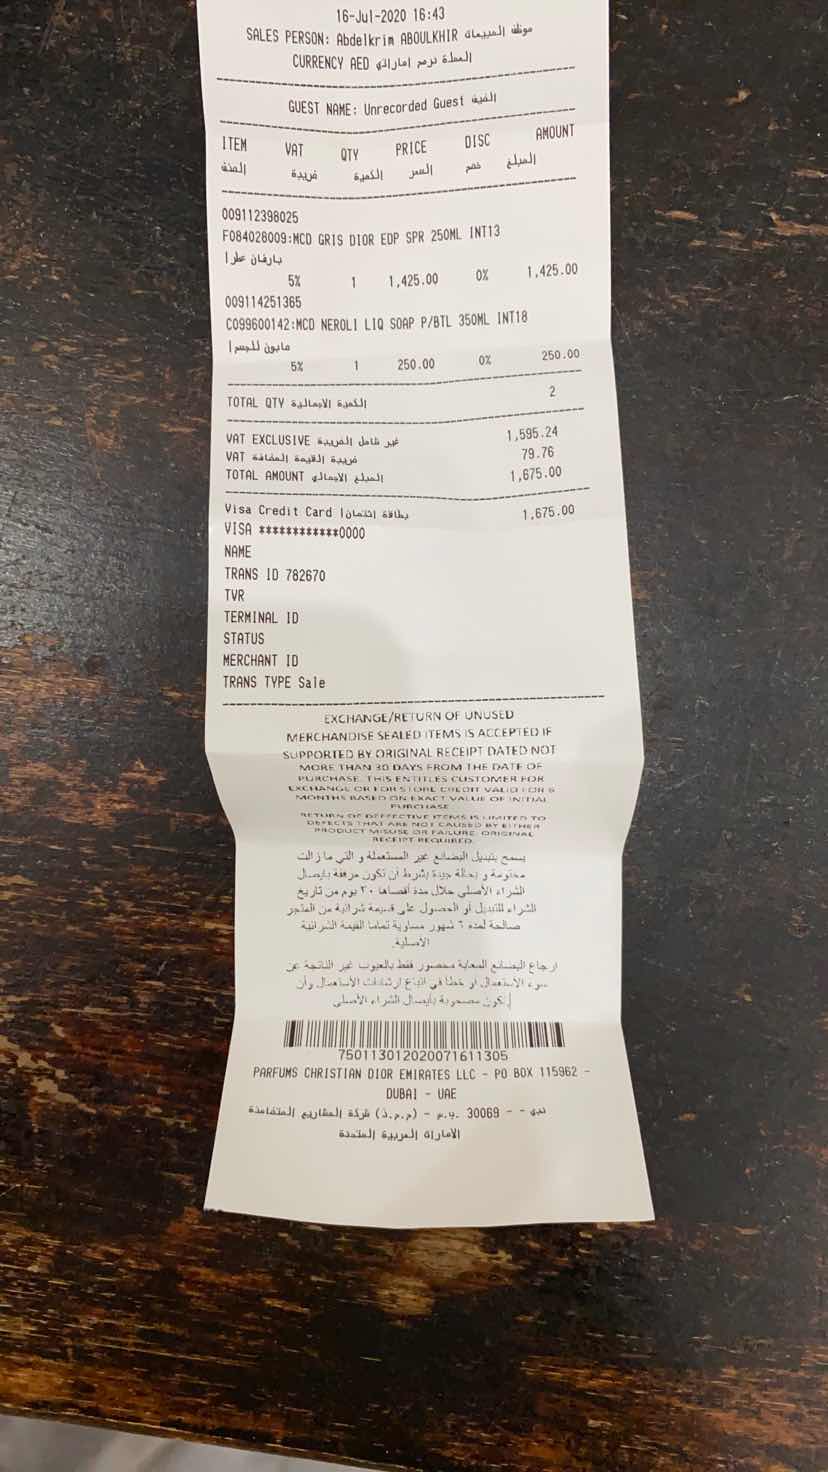 16-Jul-2020 16:43
SALES PERSON: Abdelkrim ABOULKHIR موظف المبيعات
CURRENCY AED العملة درهم اماراتي
GUEST NAME: Unrecorded Guest الضيف
ITEM VAT QTY PRICE DISC AMOUNT
الصنف ضريبة الكمية السعر خصم المبلغ
009112398025
F084028009:MCD GRIS DIOR EDP SPR 250ML INT13
بارفان عطرا
5% 1 1,425.00 0% 1,425.00
009114251365
C099600142:MCD NEROLI LIQ SOAP P/BTL 350ML INT18
صابون للجسم ا
5% 1 250.00 0% 250.00
TOTAL QTY الكمية الاجمالية 2
VAT EXCLUSIVE غير شامل الضريبة 1,595.24
VAT ضريبة القيمة المضافة 79.76
TOTAL AMOUNT المبلغ الاجمالي 1,675.00
Visa Credit Card بطاقة إئتمان ا 1,675.00
VISA ************0000
NAME
TRANS ID 782670
TVR
TERMINAL ID
STATUS
MERCHANT ID
TRANS TYPE Sale
EXCHANGE/RETURN OF UNUSED
MERCHANDISE SEALED ITEMS IS ACCEPTED IF
SUPPORTED BY ORIGINAL RECEIPT DATED NOT
MORE THAN 30 DAYS FROM THE DATE OF
PURCHASE. THIS ENTITLES CUSTOMER FOR
EXCHANGE OR FOR STORE CREDIT VALID FOR 6
MONTHS BASED ON EXACT VALUE OF INITIAL
PURCHASE
RETURN OF DEFFECTIVE ITEMS IS LIMITED TO
DEFECTS THAT ARE NOT CAUSED BY EITHER
PRODUCT MISUSE OR FAILURE. ORIGINAL
RECEIPT REQUIRED.
يسمح بتبديل البضائع غير المستعملة و التي ما زالت
مختومة و بحالة جيدة بشرط أن تكون مرفقة بإيصال
الشراء الأصلي خلال مدة أقصاها ٣٠ يوم من تاريخ
الشراء للتبديل أو الحصول على قسيمة شرائية من المتجر
صالحة لمدة ٦ شهور مساوية تماما القيمة الشرائية
الأصلية.
ارجاع البضائع المعابة محصور فقط بالعيوب غير الناتجة عن
سوء الاستعمال او خطأ في اتباع ارشادات الاستعمال وأن
تكون مصحوبة بإيصال الشراء الأصلي
750113012020071611305
PARFUMS CHRISTIAN DIOR EMIRATES LLC - PO BOX 115962 -
DUBAI - UAE
شركة المشاريع المتضامنة (ذ.م.م) - ص.ب. 30069 - - دبي
الامارات العربية المتحدة